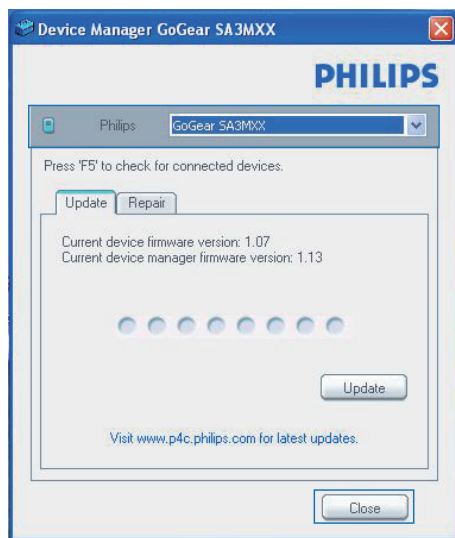 Device Manager GoGear SA3MXX
PHILIPS
Philips GoGear SA3MXX
Press 'F5' to check for connected devices.
Update Repair
Current device firmware version: 1.07
Current device manager firmware version: 1.13
Update
Visit www.p4c.philips.com for latest updates.
Close